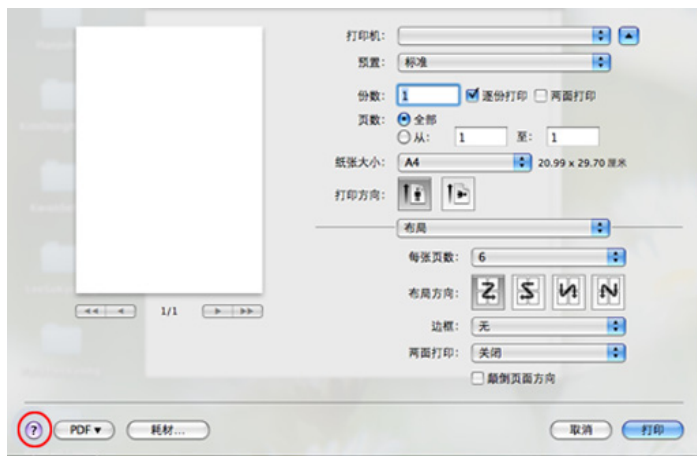 打印机:
预置: 标准
份数: 1 逐份打印 两面打印
页数: 全部
从: 1 至: 1
纸张大小: A4 20.99 x 29.70 厘米
打印方向:
布局
每张页数: 6
布局方向:
1/1
边框: 无
两面打印: 关闭
颠倒页面方向
? PDF▼ 耗材... 取消 打印